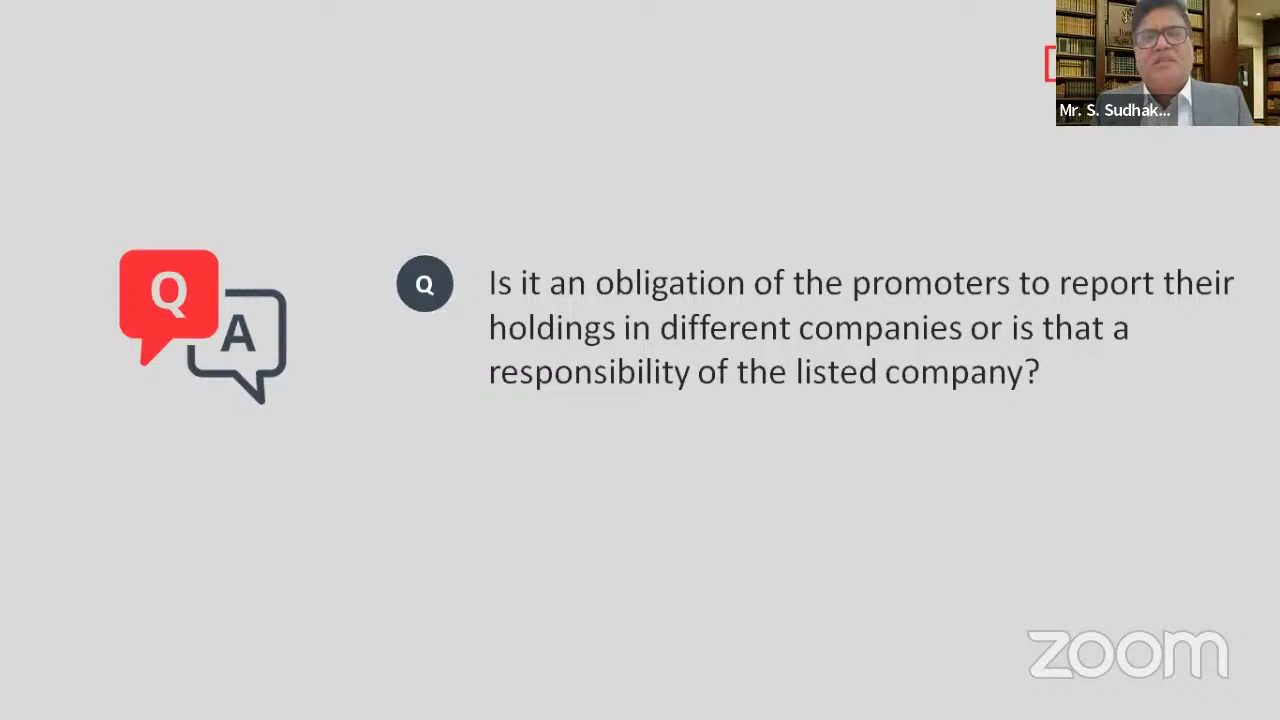 Mr. S. Sudhak...
Q
A
Q
Is it an obligation of the promoters to report their
holdings in different companies or is that a
responsibility of the listed company?
zoom